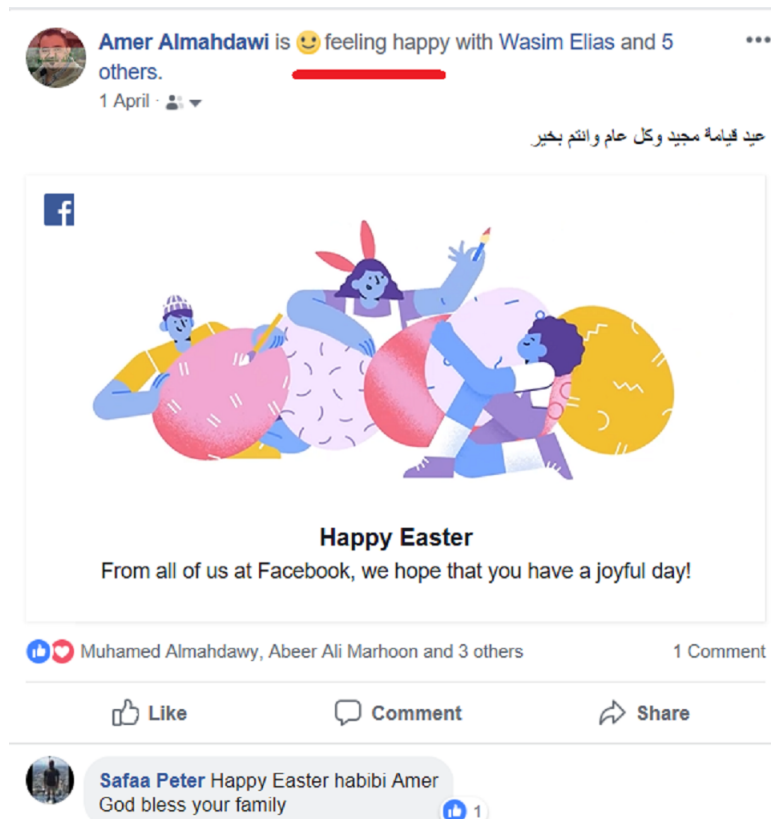 Amer Almahdawi is 🙂 feeling happy with Wasim Elias and 5
others.
1 April ·
عيد قيامة مجيد وكل عام وانتم بخير
f
Happy Easter
From all of us at Facebook, we hope that you have a joyful day!
Muhamed Almahdawy, Abeer Ali Marhoon and 3 others 1 Comment
Like Comment Share
Safaa Peter Happy Easter habibi Amer
God bless your family
1